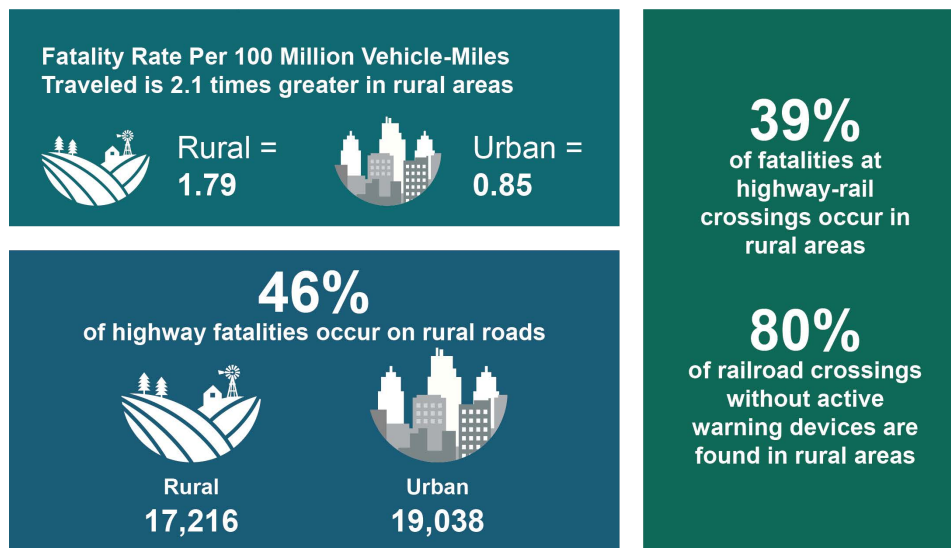 Fatality Rate Per 100 Million Vehicle-Miles
Traveled is 2.1 times greater in rural areas
Rural =
1.79
Urban =
0.85
46%
of highway fatalities occur on rural roads
Rural
17,216
Urban
19,038
39%
of fatalities at
highway-rail
crossings occur in
rural areas
80%
of railroad crossings
without active
warning devices are
found in rural areas